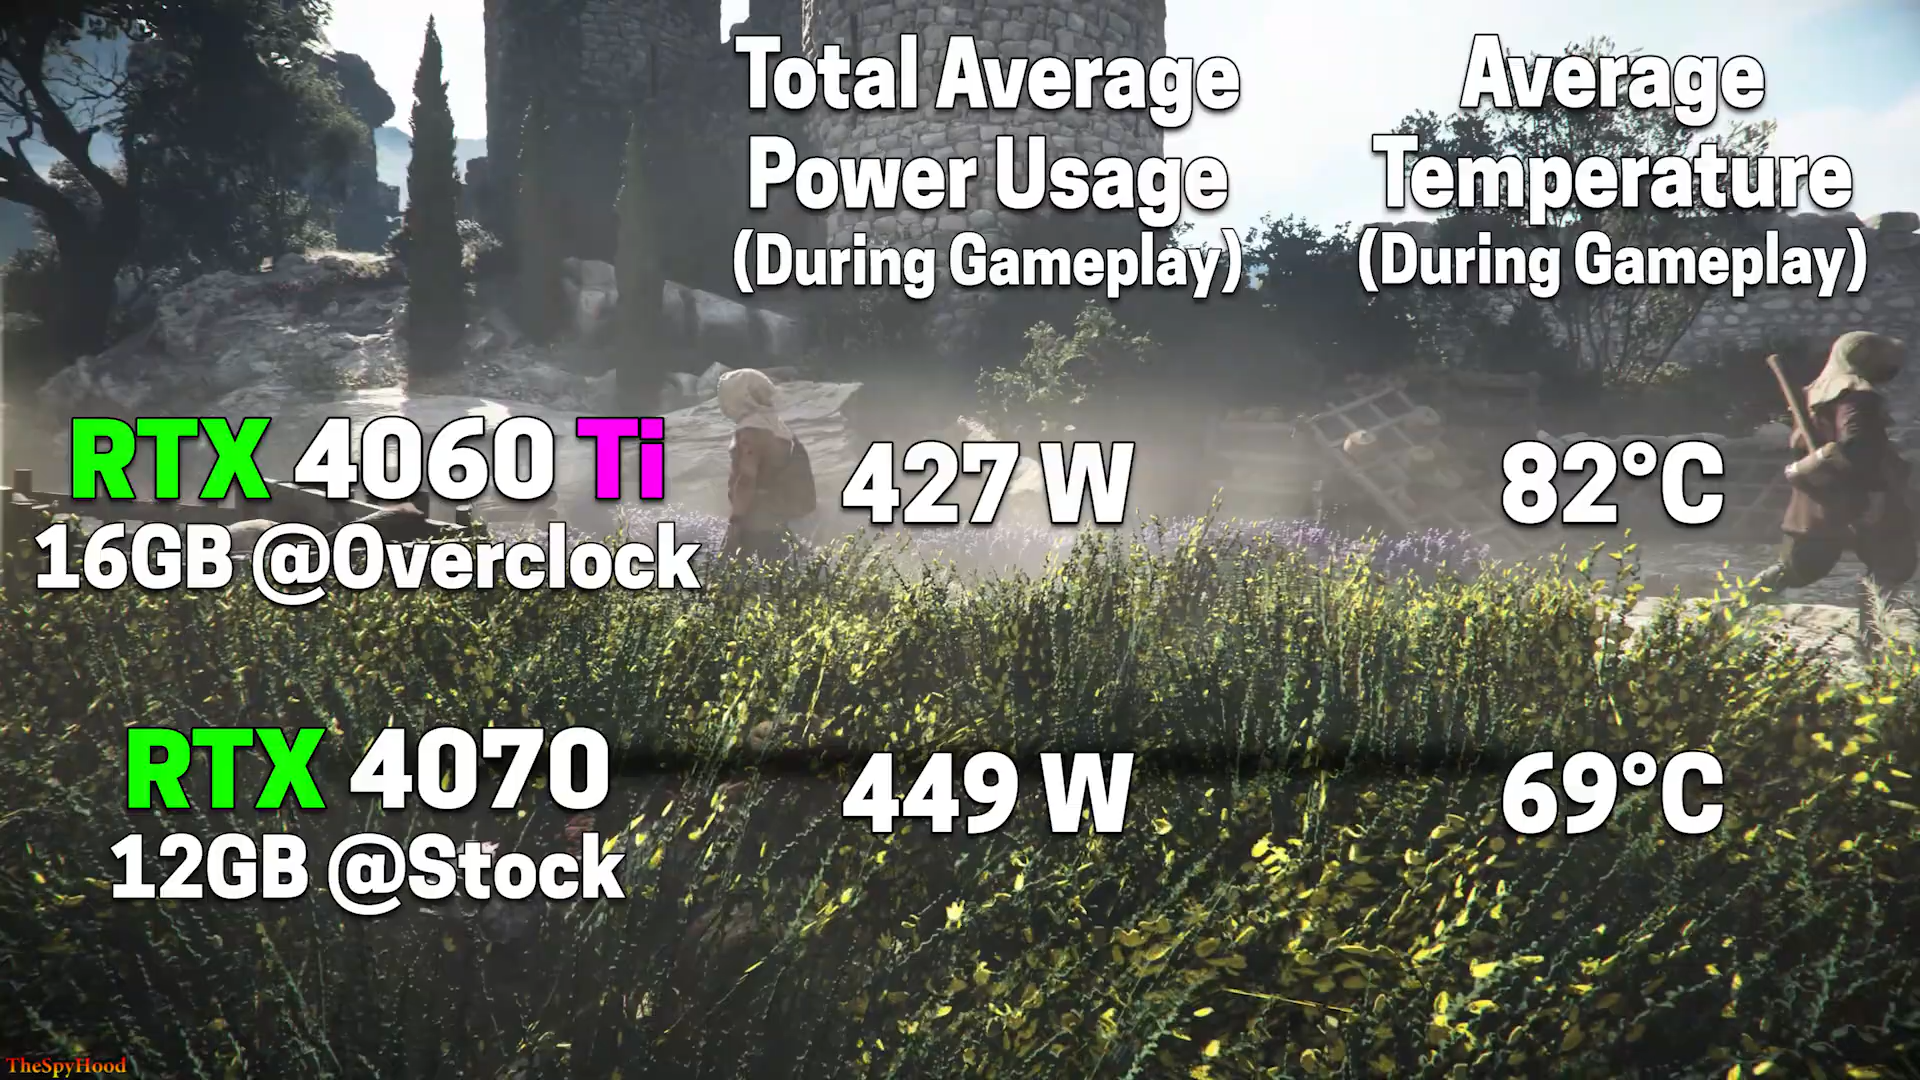 Total Average
Power Usage
(During Gameplay)
Average
Temperature
(During Gameplay)
RTX 4060 Ti
16GB @Overclock
427 W
82°C
RTX 4070
12GB @Stock
449 W
69°C
TheSpyHood